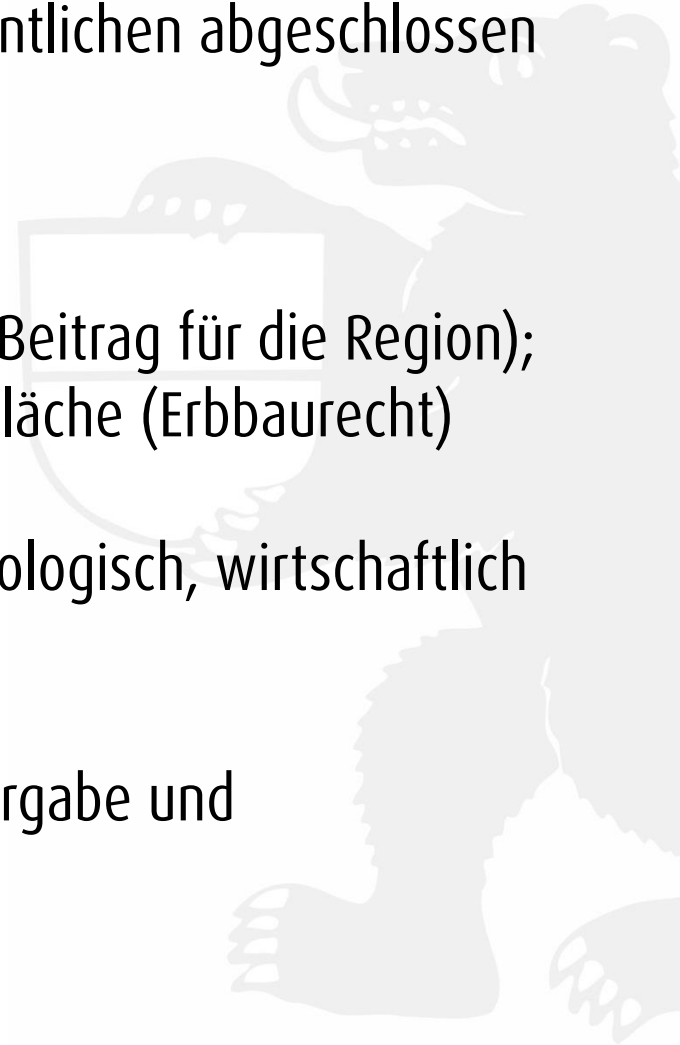 ntlichen abgeschlossen
Beitrag für die Region);
läche (Erbbaurecht)
ologisch, wirtschaftlich
rgabe und